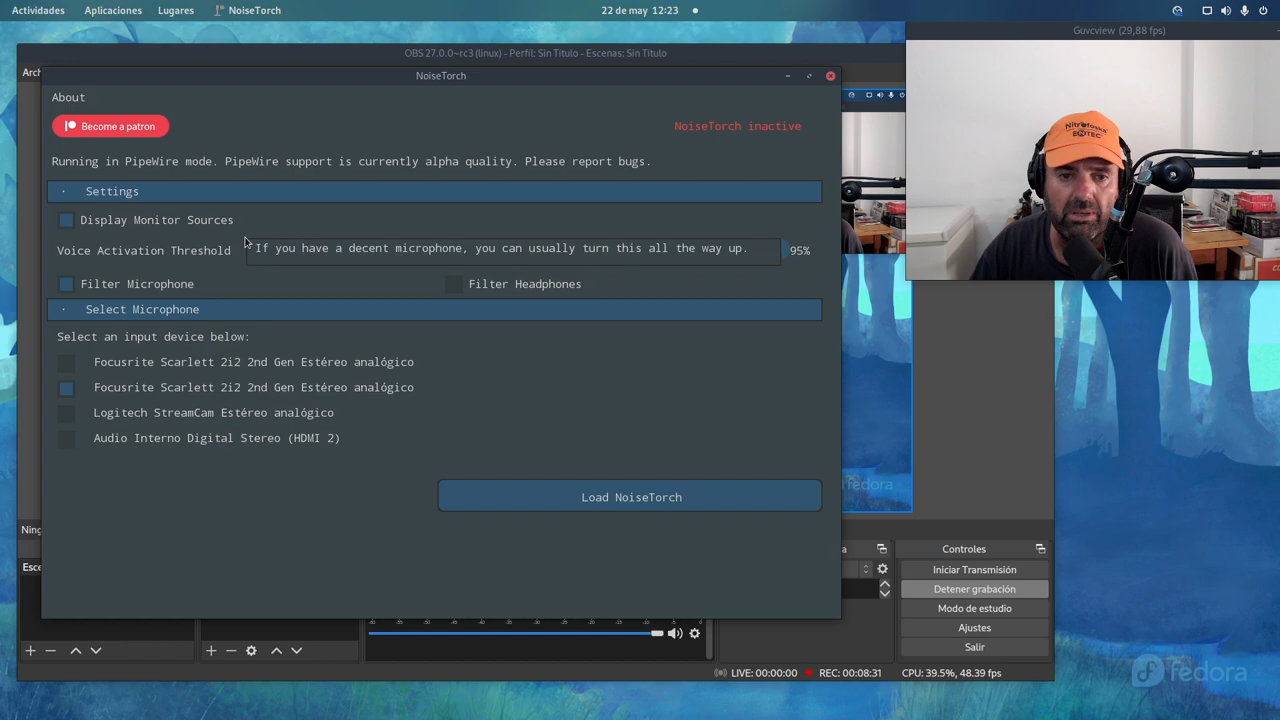 Actividades Aplicaciones Lugares NoiseTorch 22 de may 12:23
Guvcview (29,88 fps)
OBS 27.0.0~rc3 (linux) - Perfil: Sin Título - Escenas: Sin Título
Arch
NoiseTorch
About
Become a patron
NoiseTorch inactive
Running in PipeWire mode. PipeWire support is currently alpha quality. Please report bugs.
Settings
Display Monitor Sources
Voice Activation Threshold
If you have a decent microphone, you can usually turn this all the way up.
95%
Filter Microphone Filter Headphones
Select Microphone
Select an input device below:
Focusrite Scarlett 2i2 2nd Gen Estéreo analógico
Focusrite Scarlett 2i2 2nd Gen Estéreo analógico
Logitech StreamCam Estéreo analógico
Audio Interno Digital Stereo (HDMI 2)
Load NoiseTorch
fedora
Ning
Esce
a
Controles
Iniciar Transmisión
Detener grabación
Modo de estudio
Ajustes
Salir
LIVE: 00:00:00 REC: 00:08:31 CPU: 39.5%, 48.39 fps
fedora